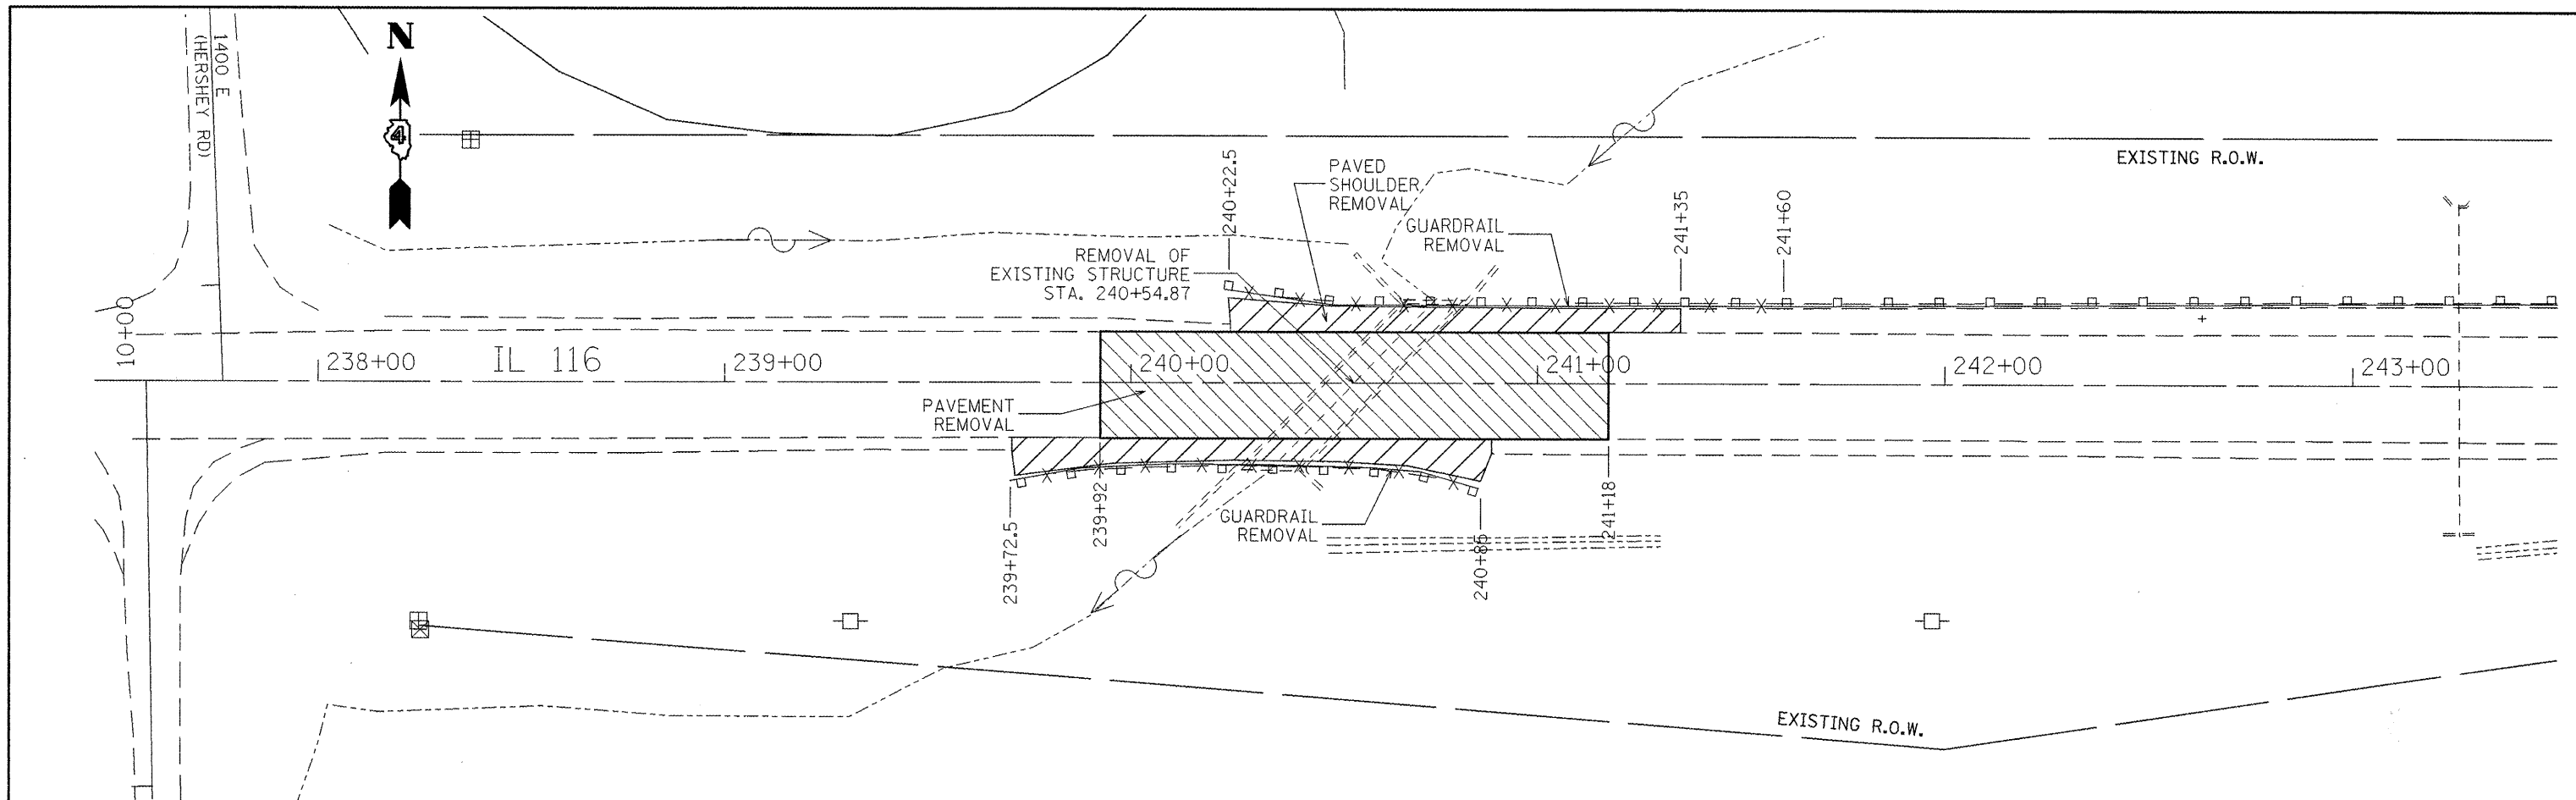 1400 E
(HERSHEY RD)
N
4
EXISTING R.O.W.
240+22.5
PAVED
SHOULDER
REMOVAL
GUARDRAIL
REMOVAL
241+35
241+60
REMOVAL OF
EXISTING STRUCTURE
STA. 240+54.87
10+00
238+00
IL 116
239+00
240+00
241+00
242+00
243+00
PAVEMENT
REMOVAL
239+72.5
239+92
GUARDRAIL
REMOVAL
240+85
241+18
EXISTING R.O.W.